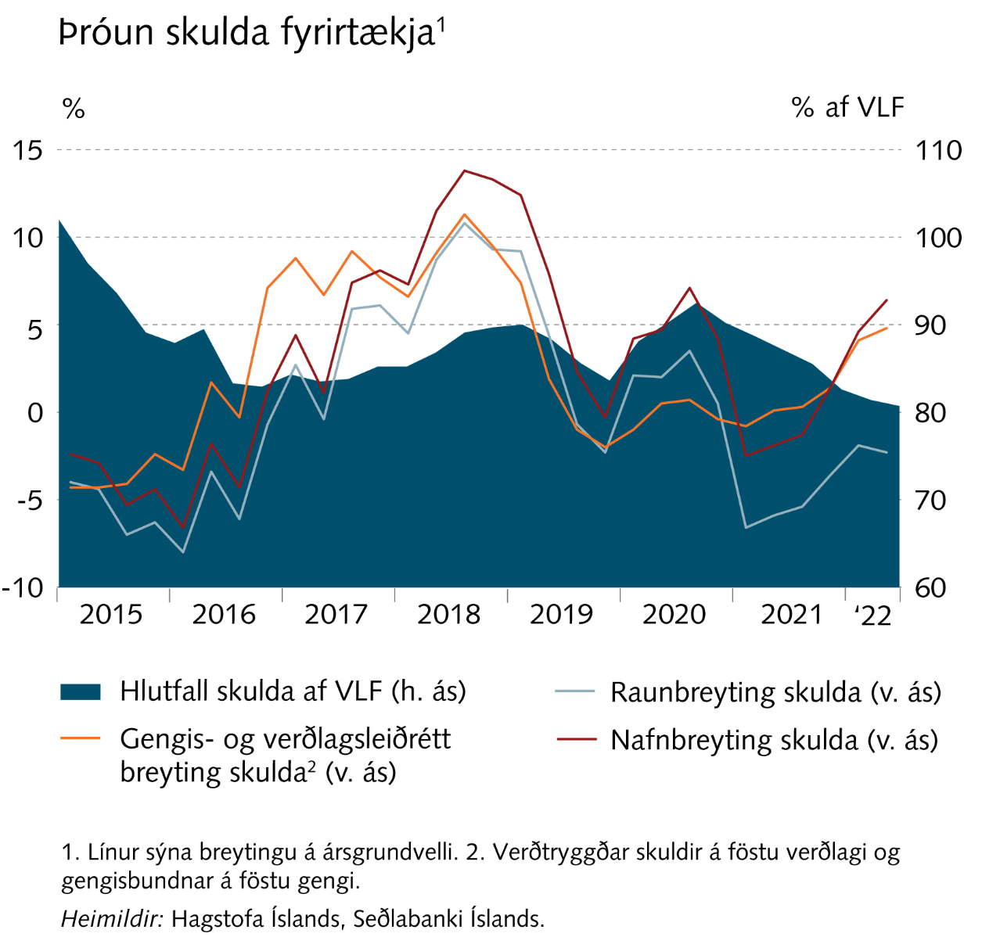 Þróun skulda fyrirtækja¹
%
% af VLF
15
110
10
100
5
90
0
80
-5
70
-10
60
2015 2016 2017 2018 2019 2020 2021 ‘22
Hlutfall skulda af VLF (h. ás)
Raunbreyting skulda (v. ás)
Gengis- og verðlagsleiðrétt
breyting skulda² (v. ás)
Nafnbreyting skulda (v. ás)
1. Línur sýna breytingu á ársgrundvelli. 2. Verðtryggðar skuldir á föstu verðlagi og
gengisbundnar á föstu gengi.
Heimildir: Hagstofa Íslands, Seðlabanki Íslands.